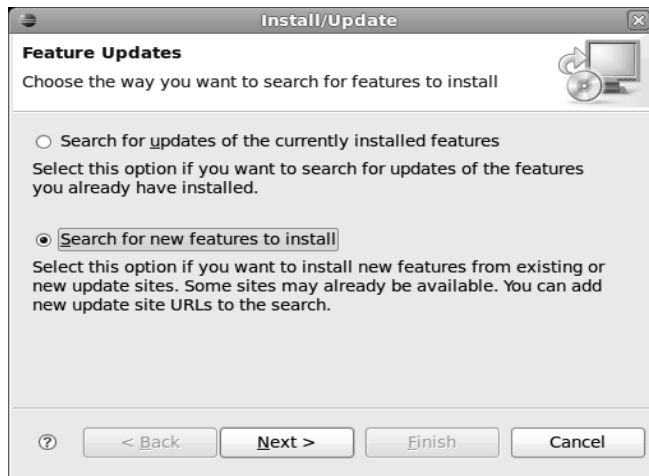 Install/Update
Feature Updates
Choose the way you want to search for features to install
Search for updates of the currently installed features
Select this option if you want to search for updates of the features
you already have installed.
Search for new features to install
Select this option if you want to install new features from existing or
new update sites. Some sites may already be available. You can add
new update site URLs to the search.
? < Back Next > Finish Cancel